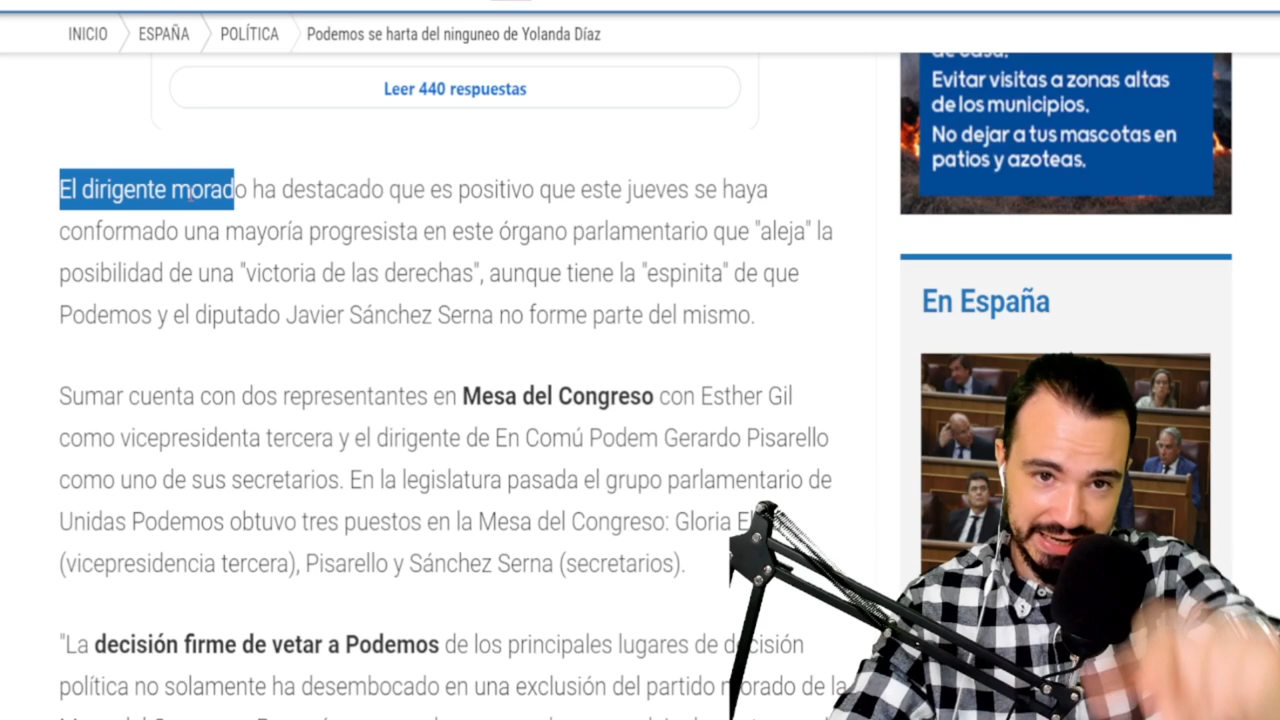 INICIO
ESPAÑA
POLÍTICA
Podemos se harta del ninguneo de Yolanda Díaz
Leer 440 respuestas
El dirigente morado ha destacado que es positivo que este jueves se haya
conformado una mayoría progresista en este órgano parlamentario que "aleja" la
posibilidad de una "victoria de las derechas", aunque tiene la "espinita" de que
Podemos y el diputado Javier Sánchez Serna no forme parte del mismo.
Sumar cuenta con dos representantes en Mesa del Congreso con Esther Gil
como vicepresidenta tercera y el dirigente de En Comú Podem Gerardo Pisarello
como uno de sus secretarios. En la legislatura pasada el grupo parlamentario de
Unidas Podemos obtuvo tres puestos en la Mesa del Congreso: Gloria
(vicepresidencia tercera), Pisarello y Sánchez Serna (secretarios).
"La decisión firme de vetar a Podemos de los principales lugares de decisión
política no solamente ha desembocado en una exclusión del partido morado de la
de casa.
Evitar visitas a zonas altas
de los municipios.
No dejar a tus mascotas en
patios y azoteas.
En España